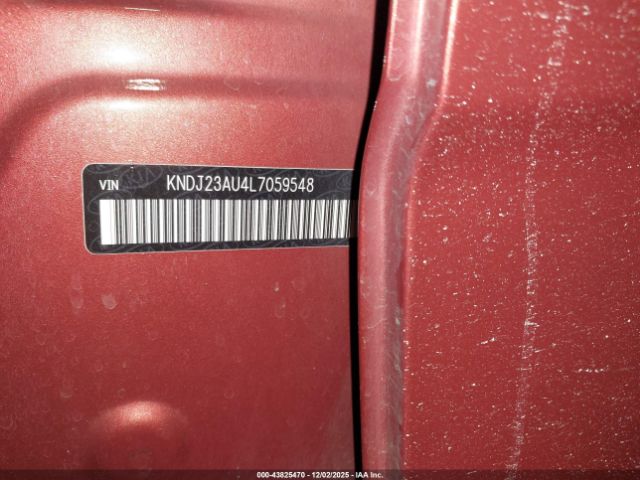 VIN KNDJ23AU4L7059548
000-43825470 - 12/02/2025 - IAA Inc.